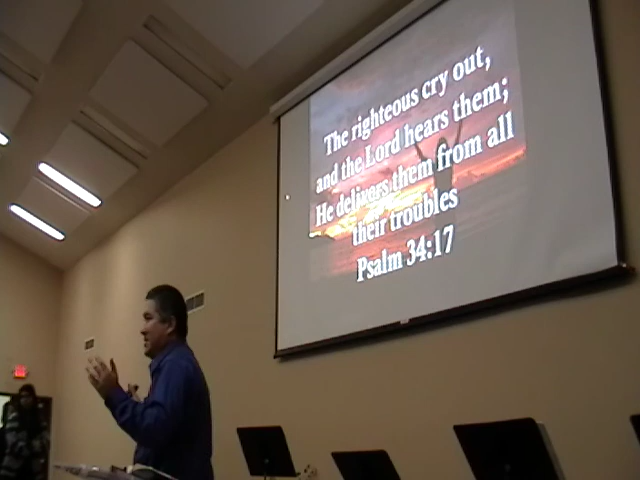 The righteous cry out,
and the Lord hears them;
He delivers them from all
their troubles
Psalm 34:17